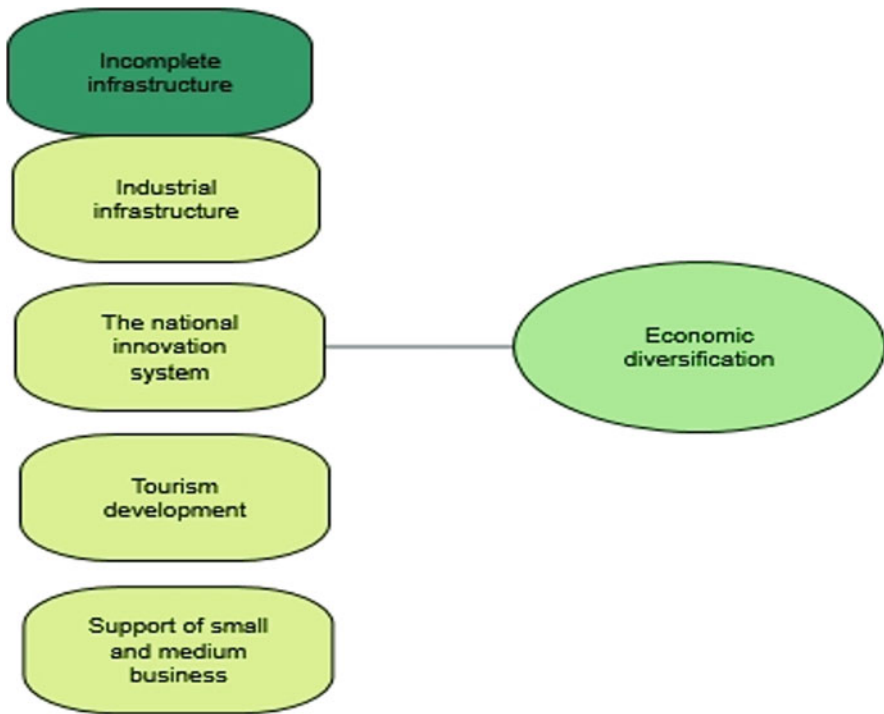 Incomplete
infrastructure
Industrial
infrastructure
The national
innovation
system
Economic
diversification
Tourism
development
Support of small
and medium
business